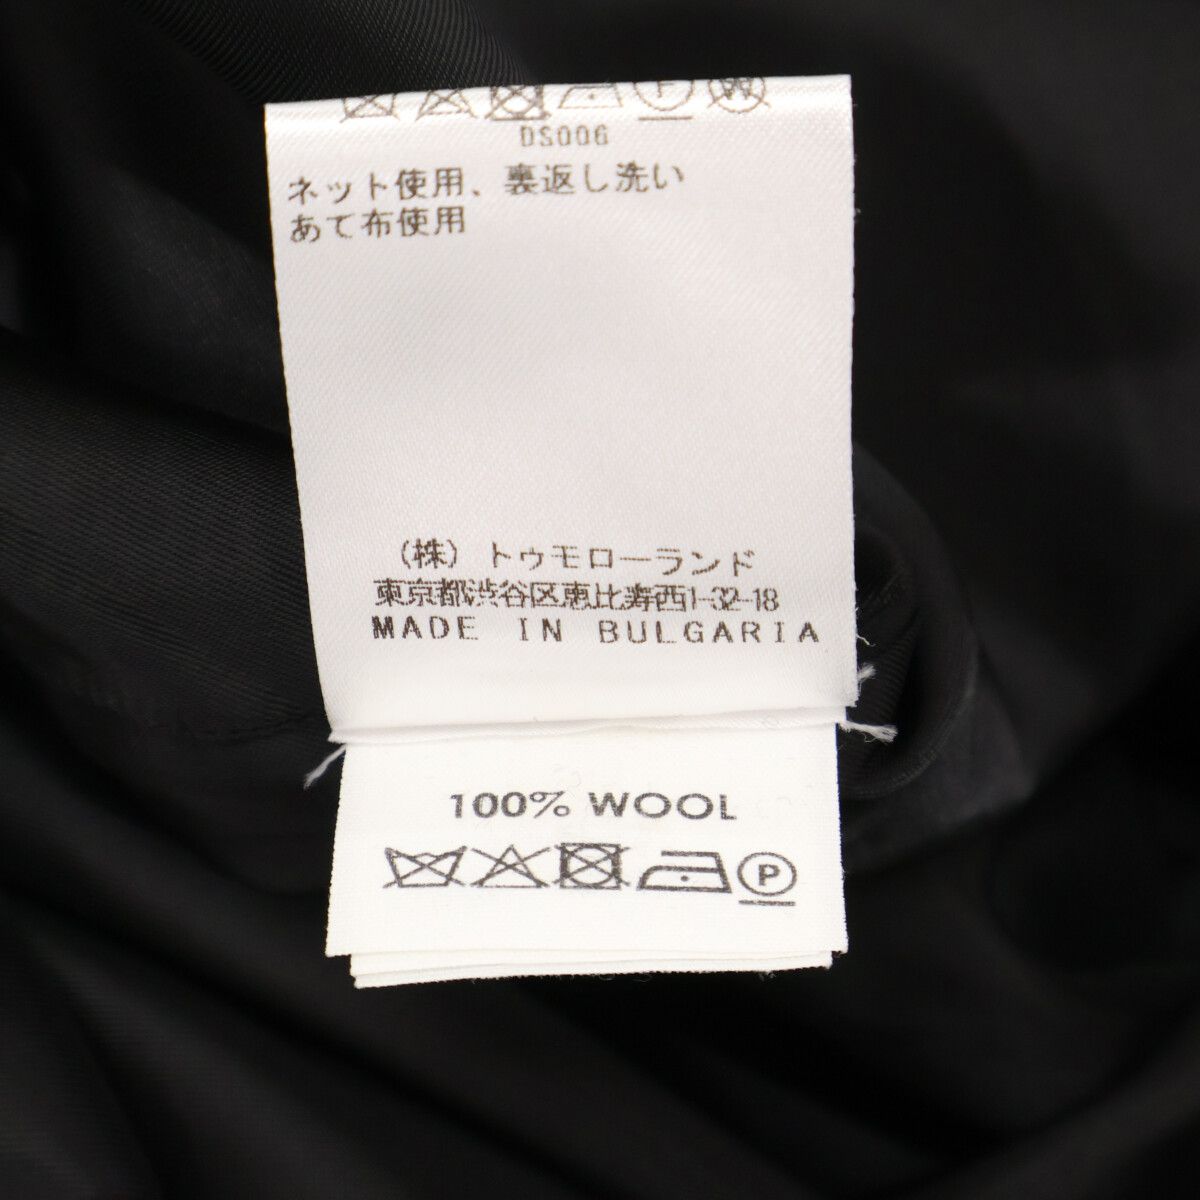 DS006
ネット使用、裏返し洗い
あて布使用
(株) トゥモローランド
東京都渋谷区恵比寿西1-32-18
MADE IN BULGARIA
100% WOOL
P